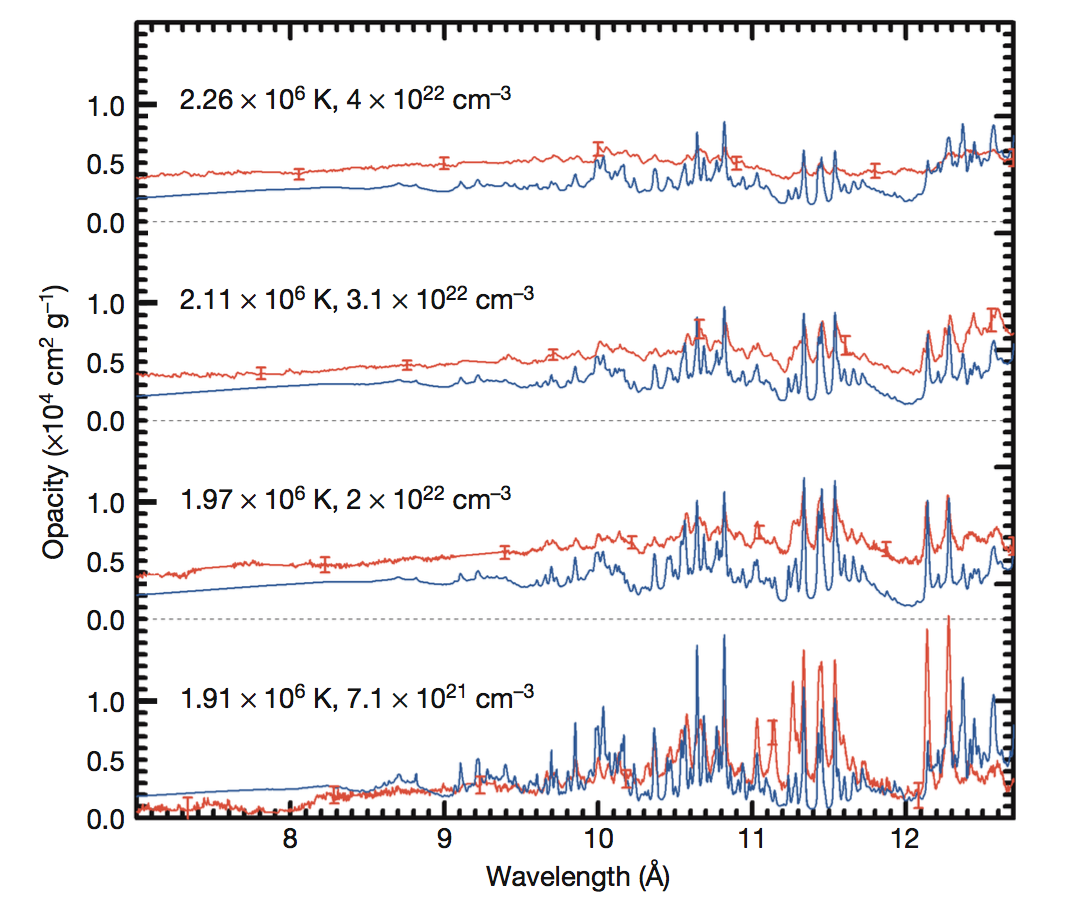 2.26 × 10⁶ K, 4 × 10²² cm⁻³
1.0
0.5
0.0
2.11 × 10⁶ K, 3.1 × 10²² cm⁻³
1.0
0.5
0.0
Opacity (×10⁴ cm² g⁻¹)
1.97 × 10⁶ K, 2 × 10²² cm⁻³
1.0
0.5
0.0
1.91 × 10⁶ K, 7.1 × 10²¹ cm⁻³
1.0
0.5
0.0
8 9 10 11 12
Wavelength (Å)